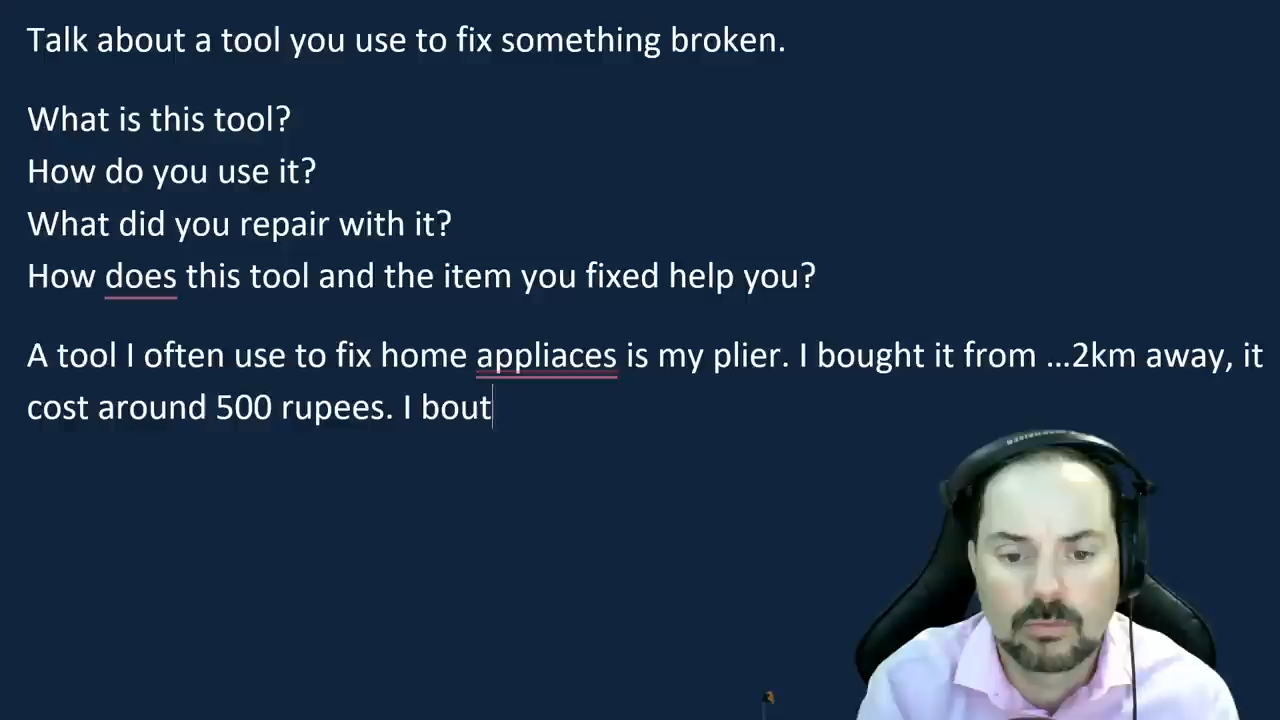 Talk about a tool you use to fix something broken.
What is this tool?
How do you use it?
What did you repair with it?
How does this tool and the item you fixed help you?
A tool I often use to fix home appliaces is my plier. I bought it from ...2km away, it
cost around 500 rupees. I bout